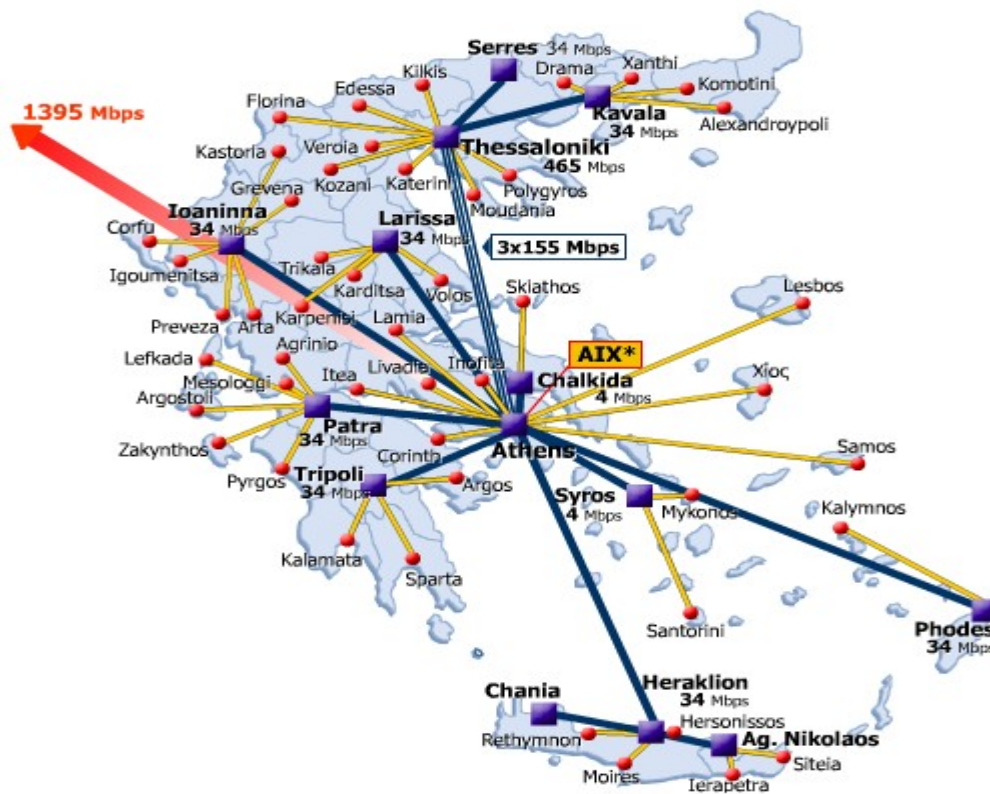 Serres 34 Mbps
Kilkis
Drama
Xanthi
Edessa
Komotini
Florina
1395 Mbps
Kavala
34 Mbps
Alexandroypoli
Veroia
Thessaloniki
465 Mbps
Kastoria
Kozani
Katerini
Polygyros
Grevena
Moudania
Ioaninna
34 Mbps
Larissa
34 Mbps
Corfu
3x155 Mbps
Igoumenitsa
Trikala
Karditsa
Volos
Skiathos
Lesbos
Preveza
Arta
Karpenisi
Lamia
Agrinio
Lefkada
Itea
Livadia
Inofita
AIX*
Χίος
Mesologgi
Chalkida
4 Mbps
Argostoli
Patra
34 Mbps
Zakynthos
Corinth
Athens
Samos
Pyrgos
Tripoli
34 Mbps
Argos
Syros
4 Mbps
Mykonos
Kalymnos
Kalamata
Sparta
Santorini
Phodes
34 Mbps
Chania
Heraklion
34 Mbps
Hersonissos
Rethymnon
Ag. Nikolaos
Siteia
Moires
Ierapetra